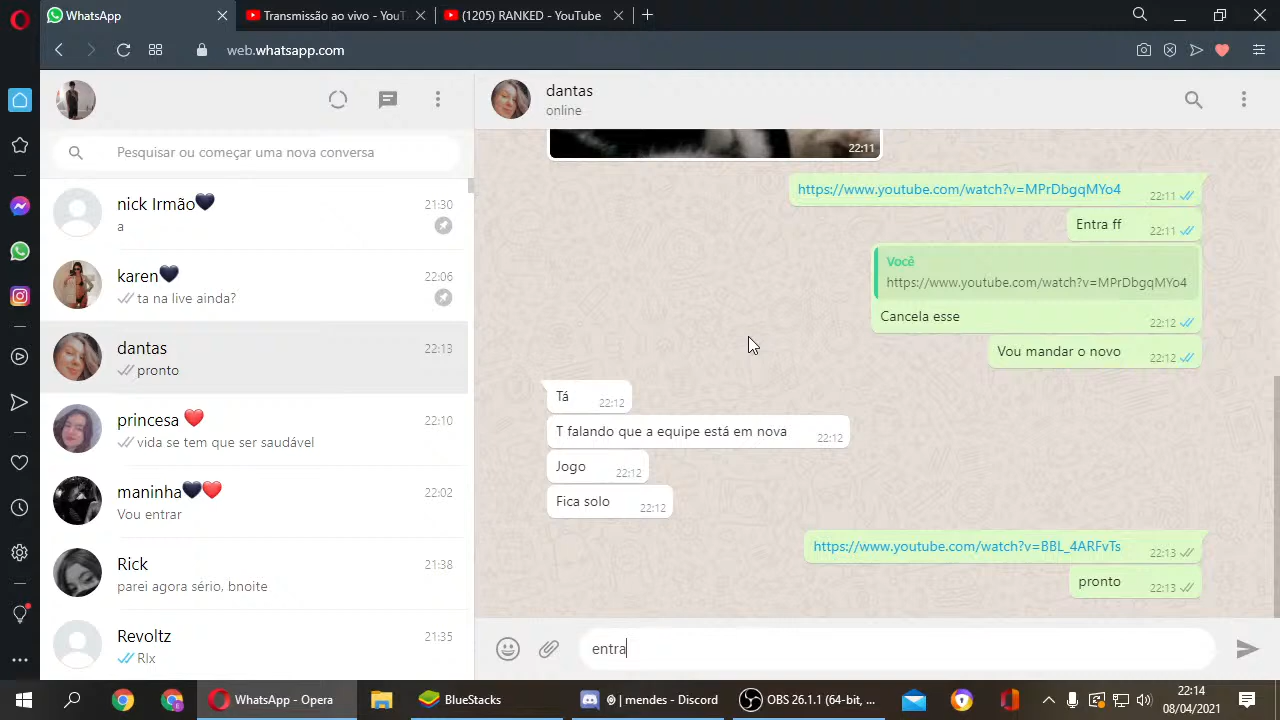 WhatsApp
Transmissão ao vivo - YouT
(1205) RANKED - YouTube
web.whatsapp.com
Pesquisar ou começar uma nova conversa
nick Irmão🖤
21:30
a
karen🖤
22:06
ta na live ainda?
dantas
22:13
pronto
princesa ❤️
22:10
vida se tem que ser saudável
maninha🖤❤️
22:02
Vou entrar
Rick
21:38
parei agora sério, bnoite
Revoltz
21:35
Rlx
dantas
online
22:11
https://www.youtube.com/watch?v=MPrDbgqMYo4
22:11
Entra ff
22:11
Você
https://www.youtube.com/watch?v=MPrDbgqMYo4
Cancela esse
22:12
Vou mandar o novo
22:12
Tá
22:12
T falando que a equipe está em nova
22:12
Jogo
22:12
Fica solo
22:12
https://www.youtube.com/watch?v=BBL_4ARFvTs
22:13
pronto
22:13
entra
WhatsApp - Opera
BlueStacks
| mendes - Discord
OBS 26.1.1 (64-bit, ...
22:14
08/04/2021